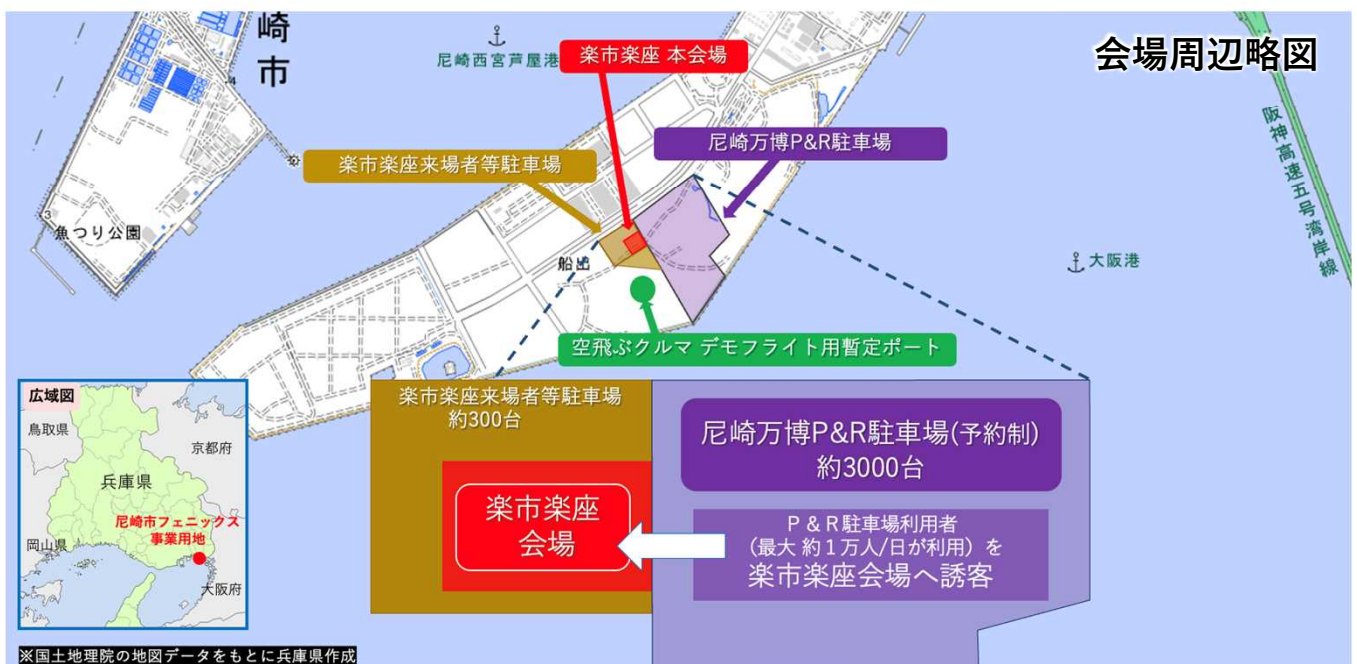 会場周辺略図
崎
市
尼崎西宮芦屋港
楽市楽座 本会場
尼崎万博P&R駐車場
楽市楽座来場者等駐車場
阪神高速五号湾岸線
4
3
魚つり公園
船出
大阪港
空飛ぶクルマ デモフライト用暫定ポート
広域図
鳥取県
京都府
兵庫県
尼崎市フェニックス
事業用地
岡山県
大阪府
楽市楽座来場者等駐車場
約300台
楽市楽座
会場
尼崎万博P&R駐車場(予約制)
約3000台
P&R駐車場利用者
(最大 約1万人/日が利用) を
楽市楽座会場へ誘客
※国土地理院の地図データをもとに兵庫県作成